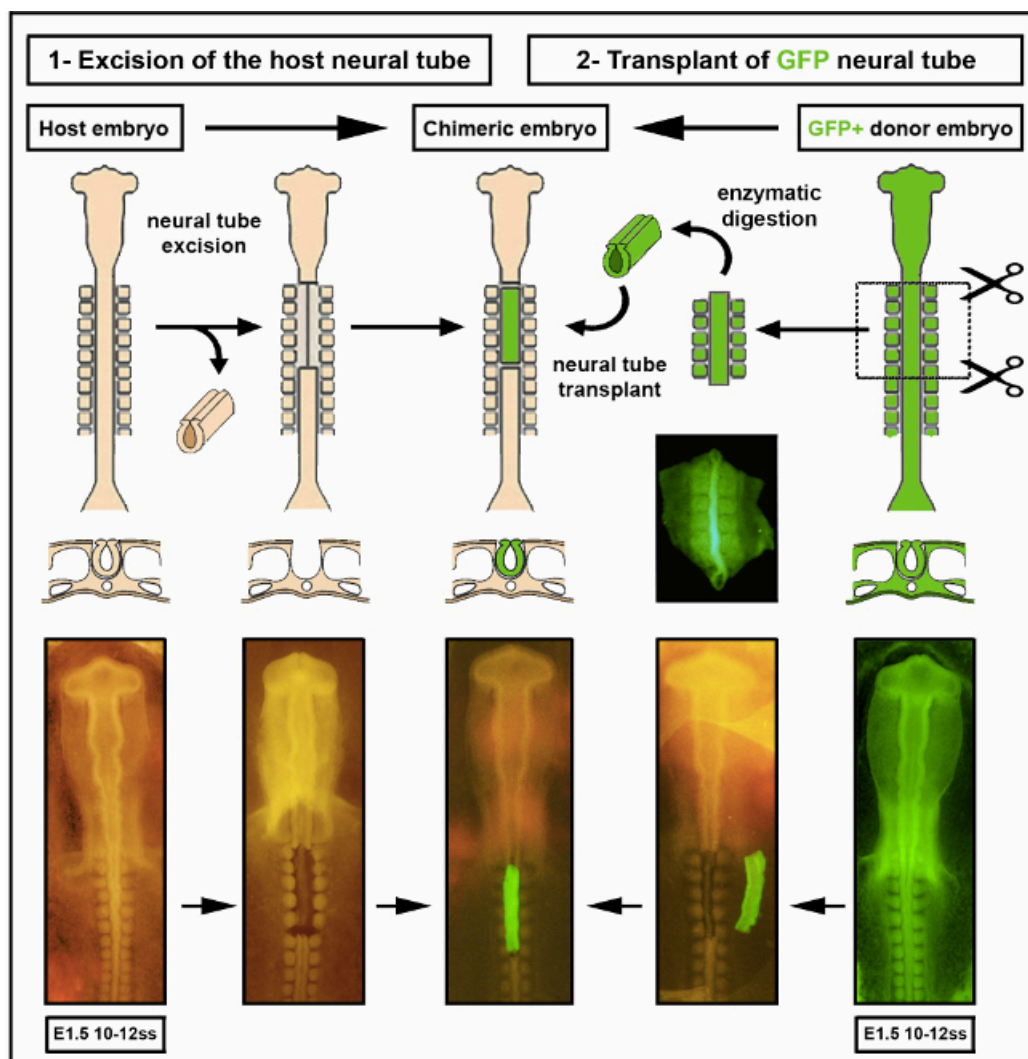 1- Excision of the host neural tube
2- Transplant of GFP neural tube
Host embryo
Chimeric embryo
GFP+ donor embryo
neural tube
excision
enzymatic
digestion
neural tube
transplant
E1.5 10-12ss
E1.5 10-12ss